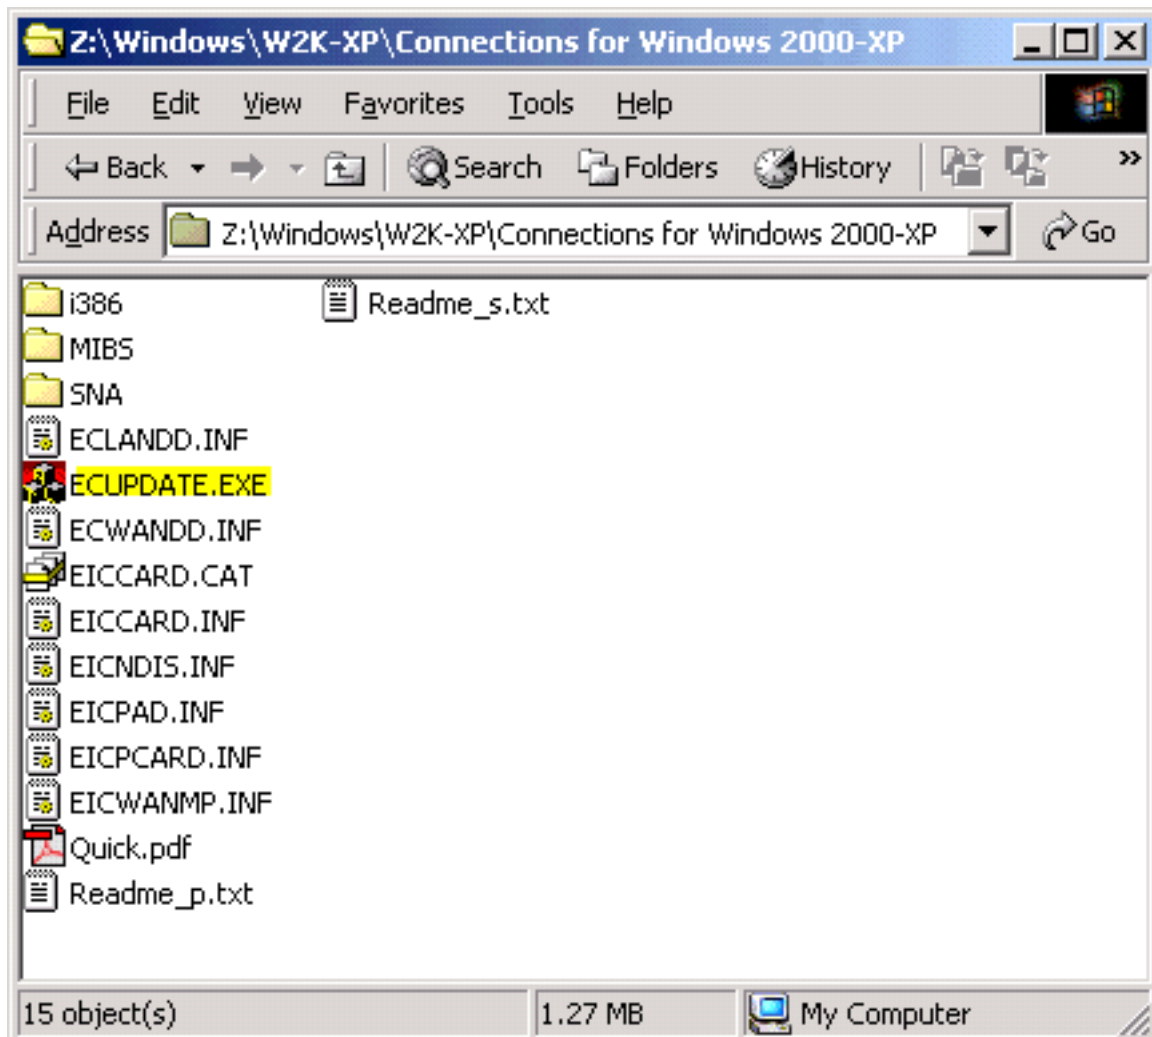 Z:\Windows\W2K-XP\Connections for Windows 2000-XP
File Edit View Favorites Tools Help
Back Search Folders History »
Address Z:\Windows\W2K-XP\Connections for Windows 2000-XP Go
i386 Readme_s.txt
MIBS
SNA
ECLANDD.INF
ECUPDATE.EXE
ECWANDD.INF
EICCARD.CAT
EICCARD.INF
EICNDIS.INF
EICPAD.INF
EICPCARD.INF
EICWANMP.INF
Quick.pdf
Readme_p.txt
15 object(s) 1.27 MB My Computer